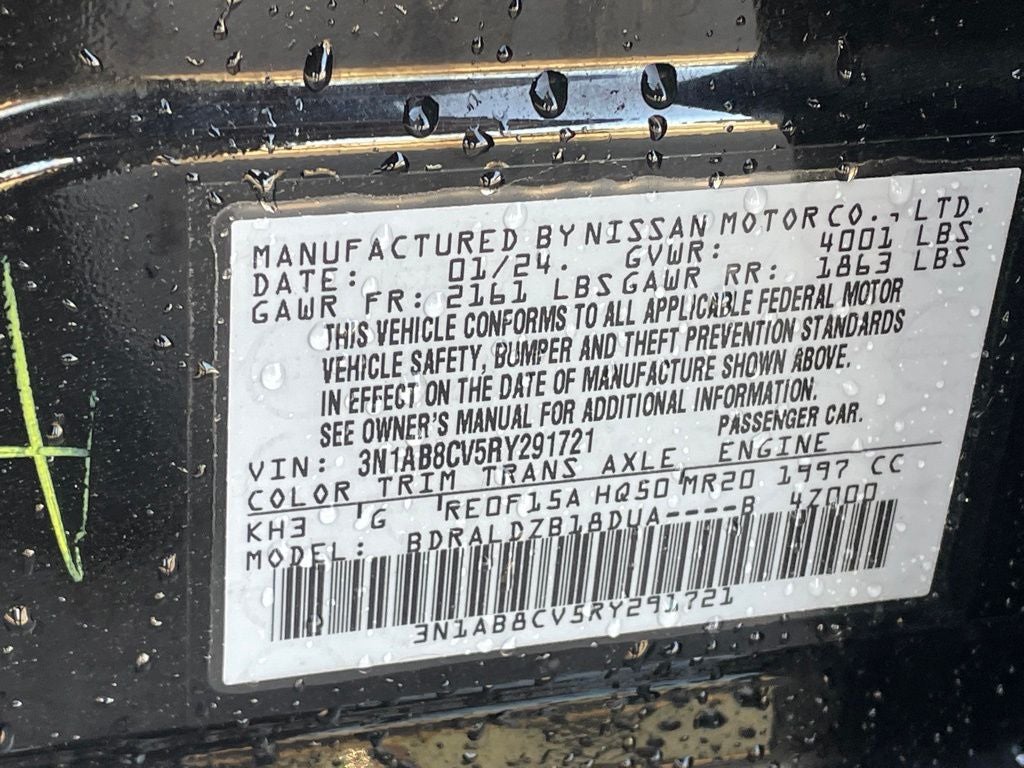 MANUFACTURED BY NISSAN MOTOR CO., LTD.
DATE: 01/24. GVWR: 4001 LBS
GAWR FR: 2161 LBS GAWR RR: 1863 LBS
THIS VEHICLE CONFORMS TO ALL APPLICABLE FEDERAL MOTOR
VEHICLE SAFETY, BUMPER AND THEFT PREVENTION STANDARDS
IN EFFECT ON THE DATE OF MANUFACTURE SHOWN ABOVE.
SEE OWNER'S MANUAL FOR ADDITIONAL INFORMATION.
VIN: 3N1AB8CV5RY291721 PASSENGER CAR.
COLOR TRIM TRANS AXLE ENGINE
KH3 G RE0F15A HQ50 MR20 1997 CC
MODEL: BDRALDZB18DUA----B 4Z000
3N1AB8CV5RY291721